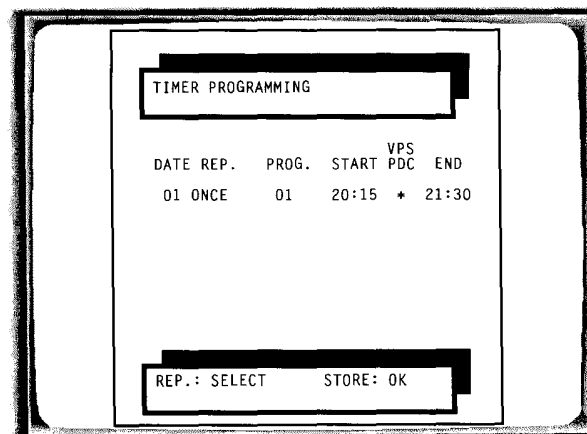 TIMER PROGRAMMING
VPS
DATE REP. PROG. START PDC END
01 ONCE 01 20:15 * 21:30
REP.: SELECT STORE: OK